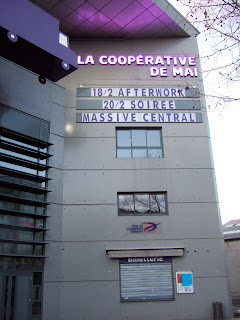 LA COOPÉRATIVE
DE MAI
18/2 AFTERWORK
20/2 SOIREE
MASSIVE CENTRAL
Billetterie